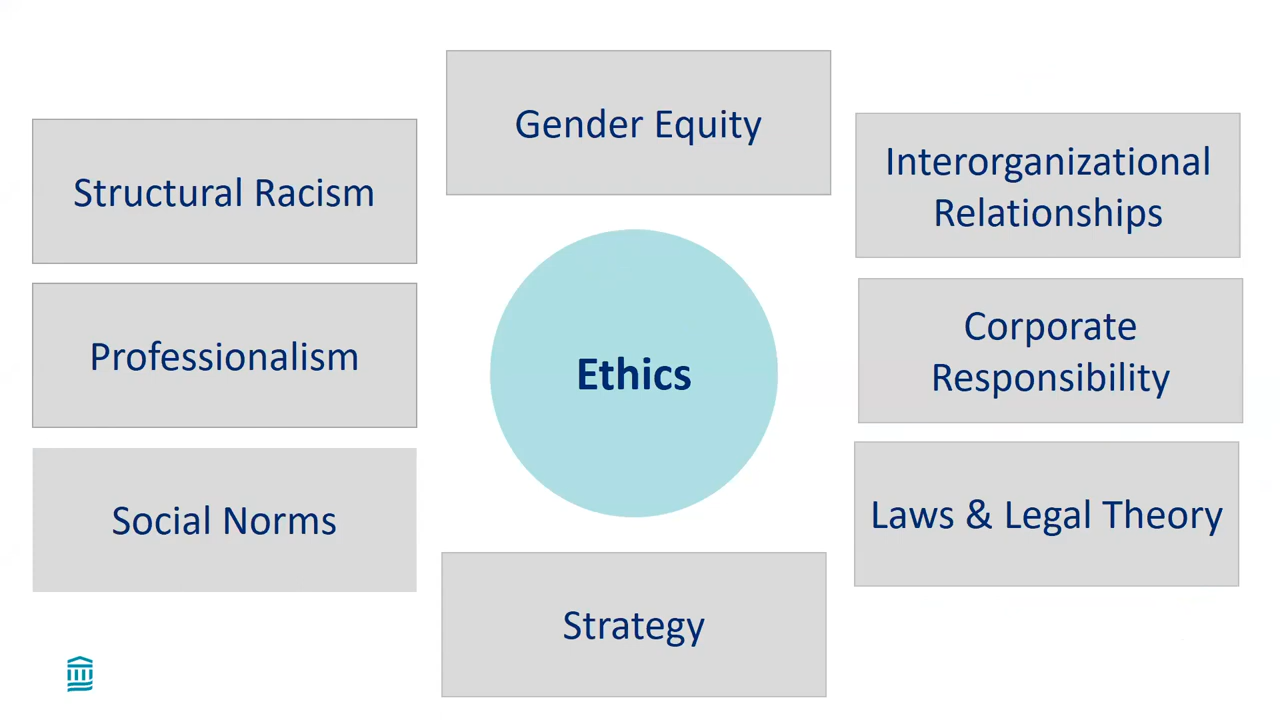 Gender Equity
Structural Racism
Interorganizational
Relationships
Professionalism
Ethics
Corporate
Responsibility
Social Norms
Laws & Legal Theory
Strategy